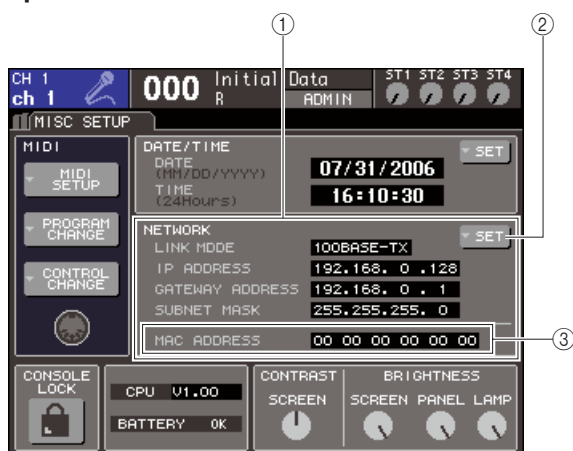 ① ②
CH 1
ch 1
000 Initial Data
R ADMIN
ST1 ST2 ST3 ST4
MISC SETUP
MIDI
MIDI
SETUP
PROGRAM
CHANGE
CONTROL
CHANGE
DATE/TIME
DATE
(MM/DD/YYYY) 07/31/2006
TIME
(24Hours) 16:10:30
SET
NETWORK
SET
LINK MODE 100BASE-TX
IP ADDRESS 192.168. 0 .128
GATEWAY ADDRESS 192.168. 0 . 1
SUBNET MASK 255.255.255. 0
MAC ADDRESS 00 00 00 00 00 00
③
CONSOLE
LOCK
CPU V1.00
BATTERY OK
CONTRAST
SCREEN
BRIGHTNESS
SCREEN PANEL LAMP